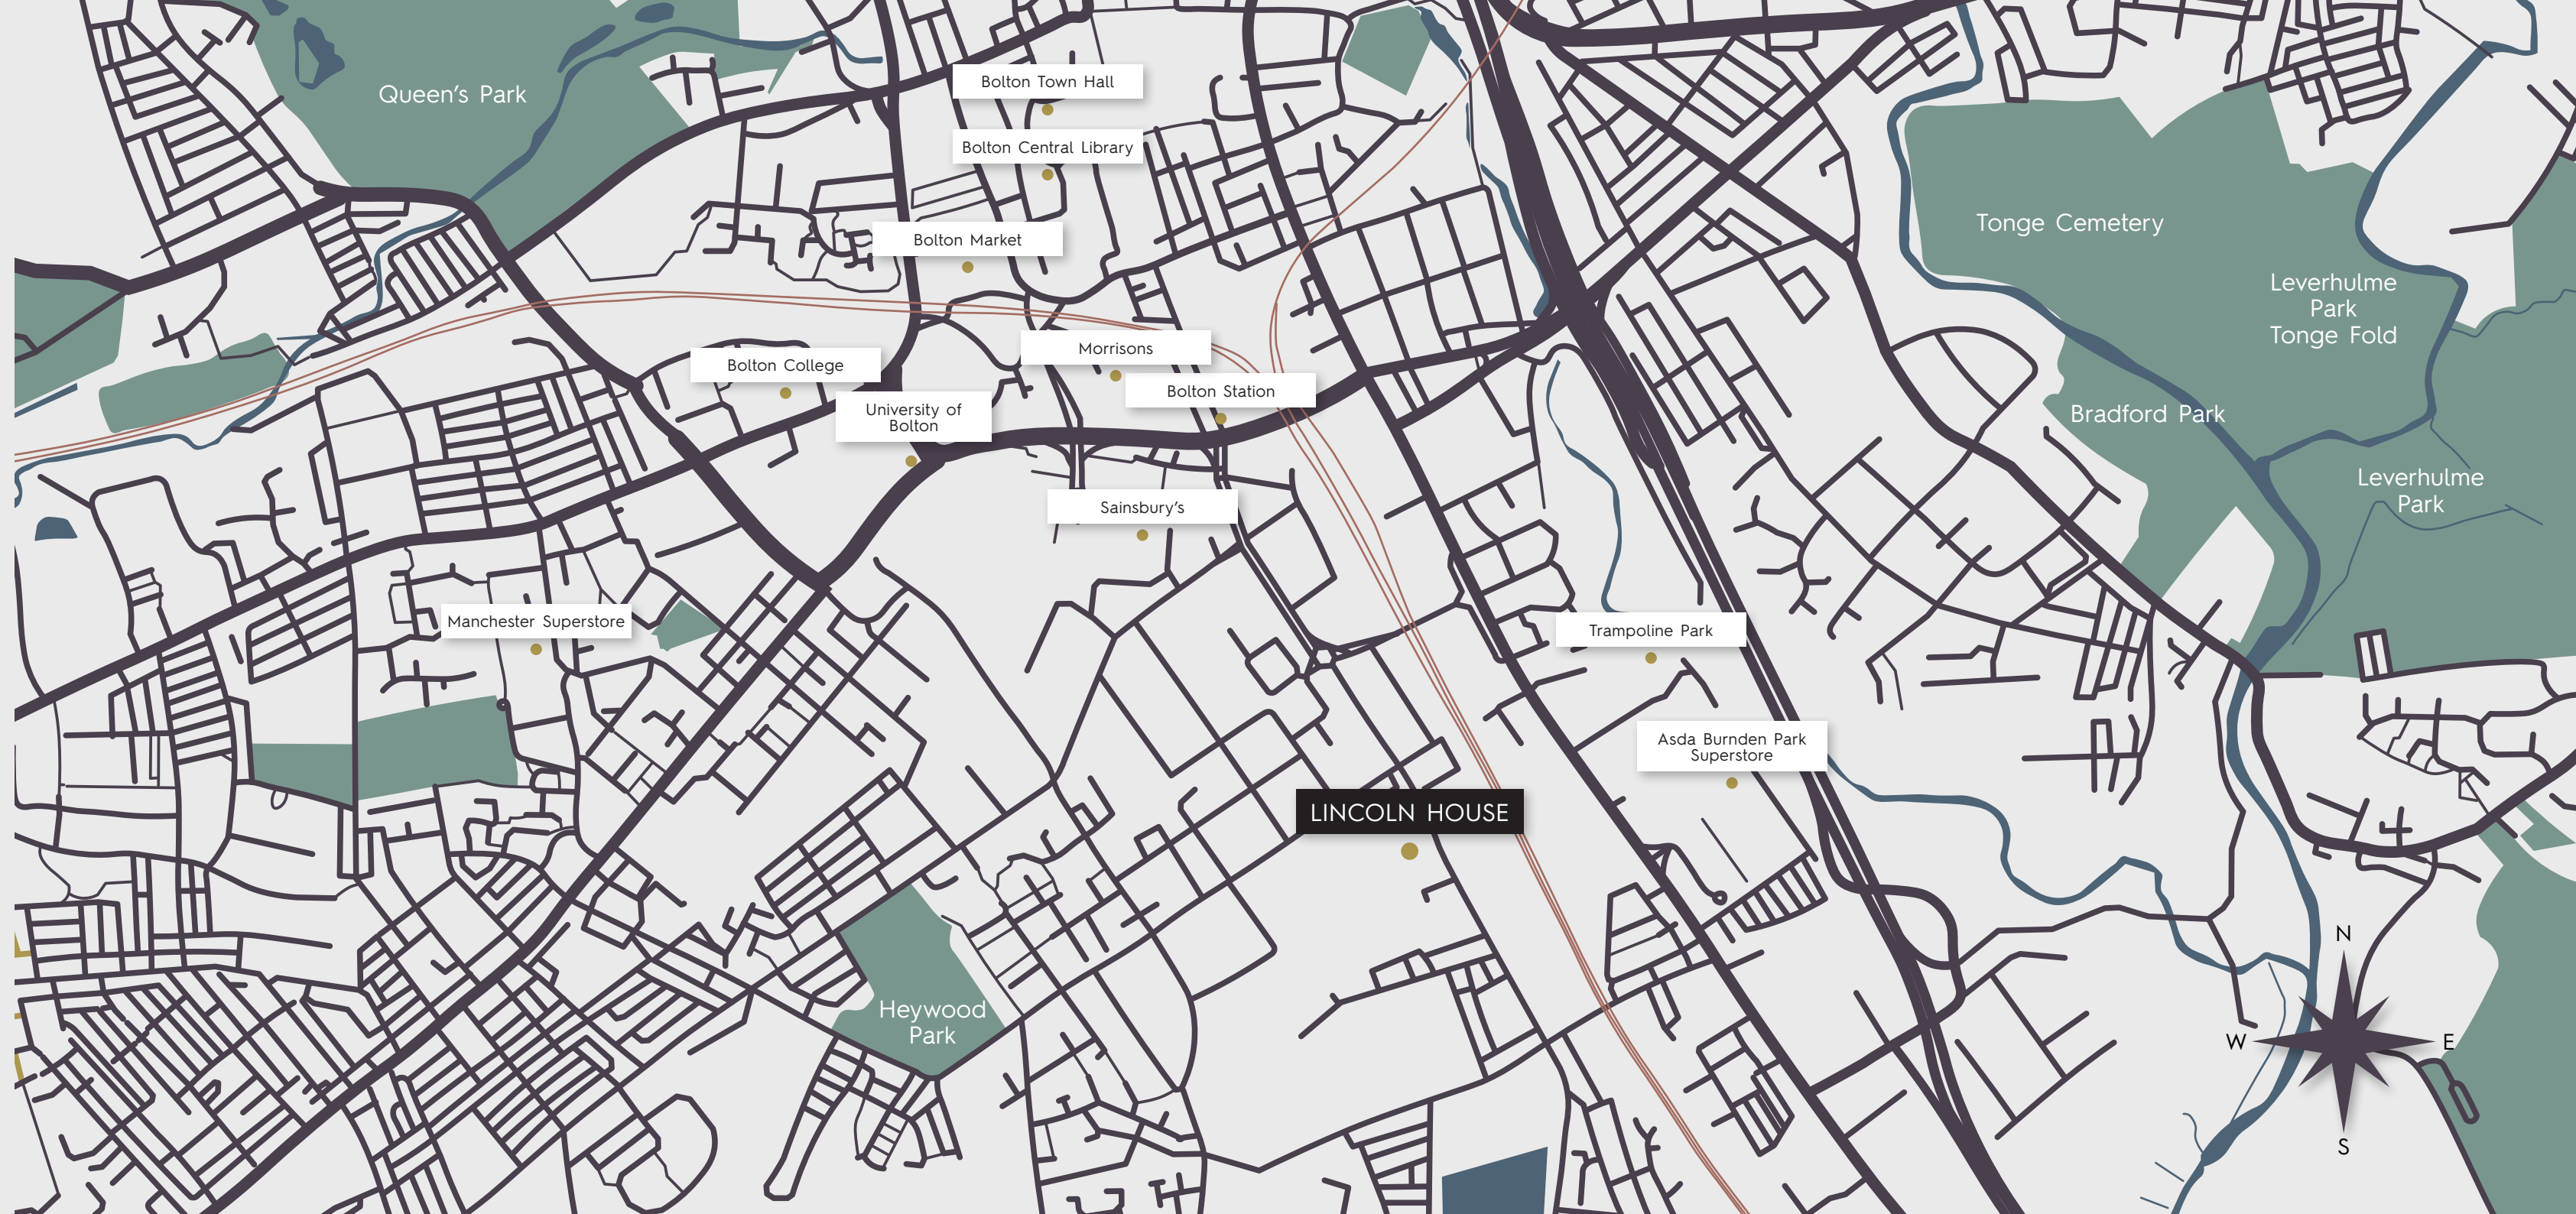 Bolton Town Hall
Queen's Park
Bolton Central Library
Tonge Cemetery
Bolton Market
Leverhulme
Park
Tonge Fold
Morrisons
Bolton College
Bolton Station
University of
Bolton
Bradford Park
Leverhulme
Park
Sainsbury's
Manchester Superstore
Trampoline Park
Asda Burnden Park
Superstore
LINCOLN HOUSE
N
Heywood
Park
W
E
S